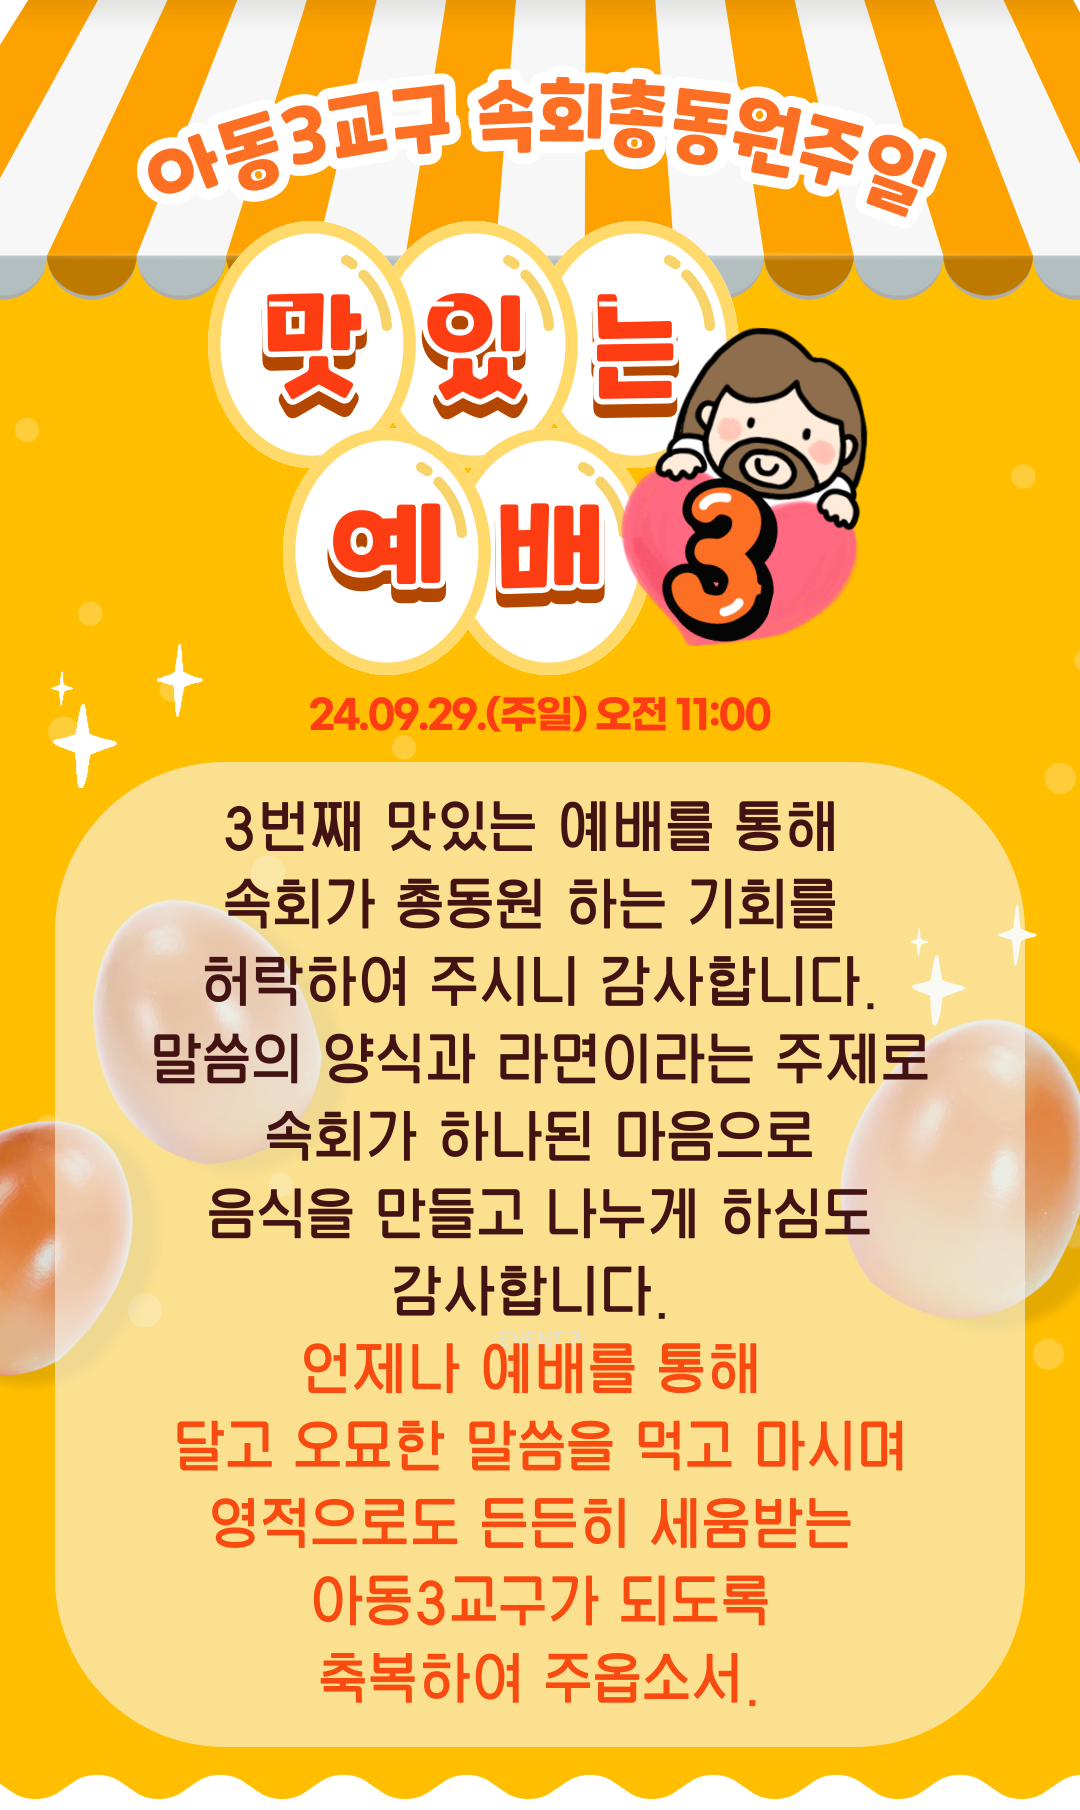 아동3교구 속회총동원주일
맛있는
예배 3
24.09.29.(주일) 오전 11:00
3번째 맛있는 예배를 통해
속회가 총동원 하는 기회를
허락하여 주시니 감사합니다.
말씀의 양식과 라면이라는 주제로
속회가 하나된 마음으로
음식을 만들고 나누게 하심도
감사합니다.
EVENT 2
언제나 예배를 통해
달고 오묘한 말씀을 먹고 마시며
영적으로도 든든히 세움받는
아동3교구가 되도록
축복하여 주옵소서.